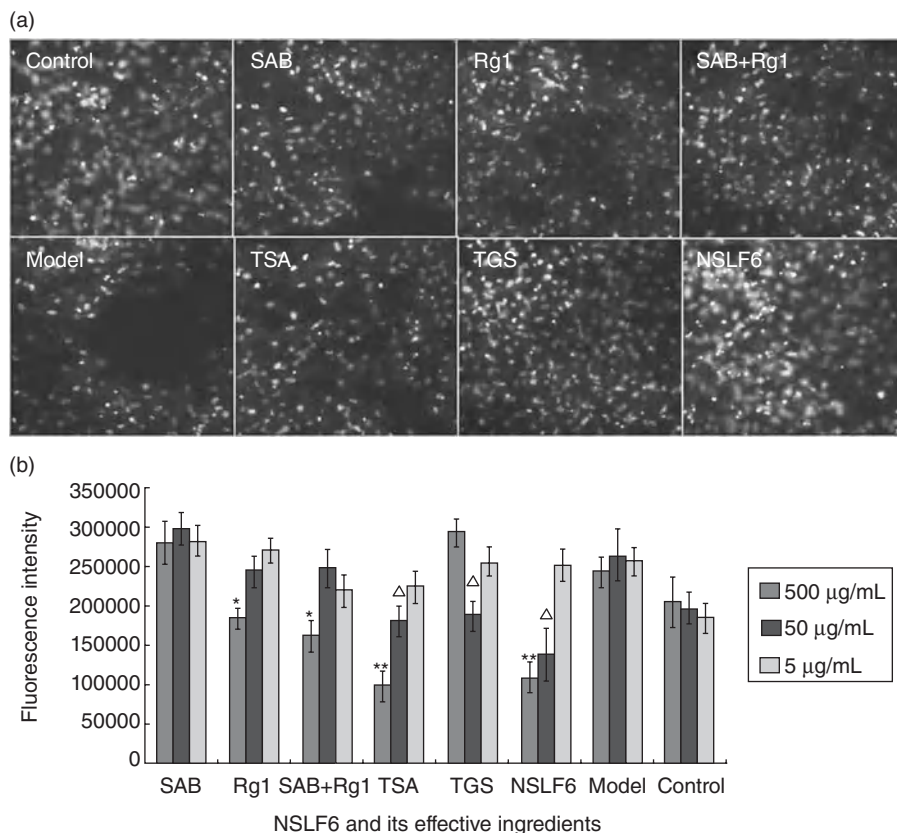 (a)
Control SAB Rg1 SAB+Rg1
Model TSA TGS NSLF6
(b)
Fluorescence intensity
350000
300000
250000
200000
150000
100000
50000
0
* * ** △ △ ** △
SAB Rg1 SAB+Rg1 TSA TGS NSLF6 Model Control
NSLF6 and its effective ingredients
500 µg/mL
50 µg/mL
5 µg/mL